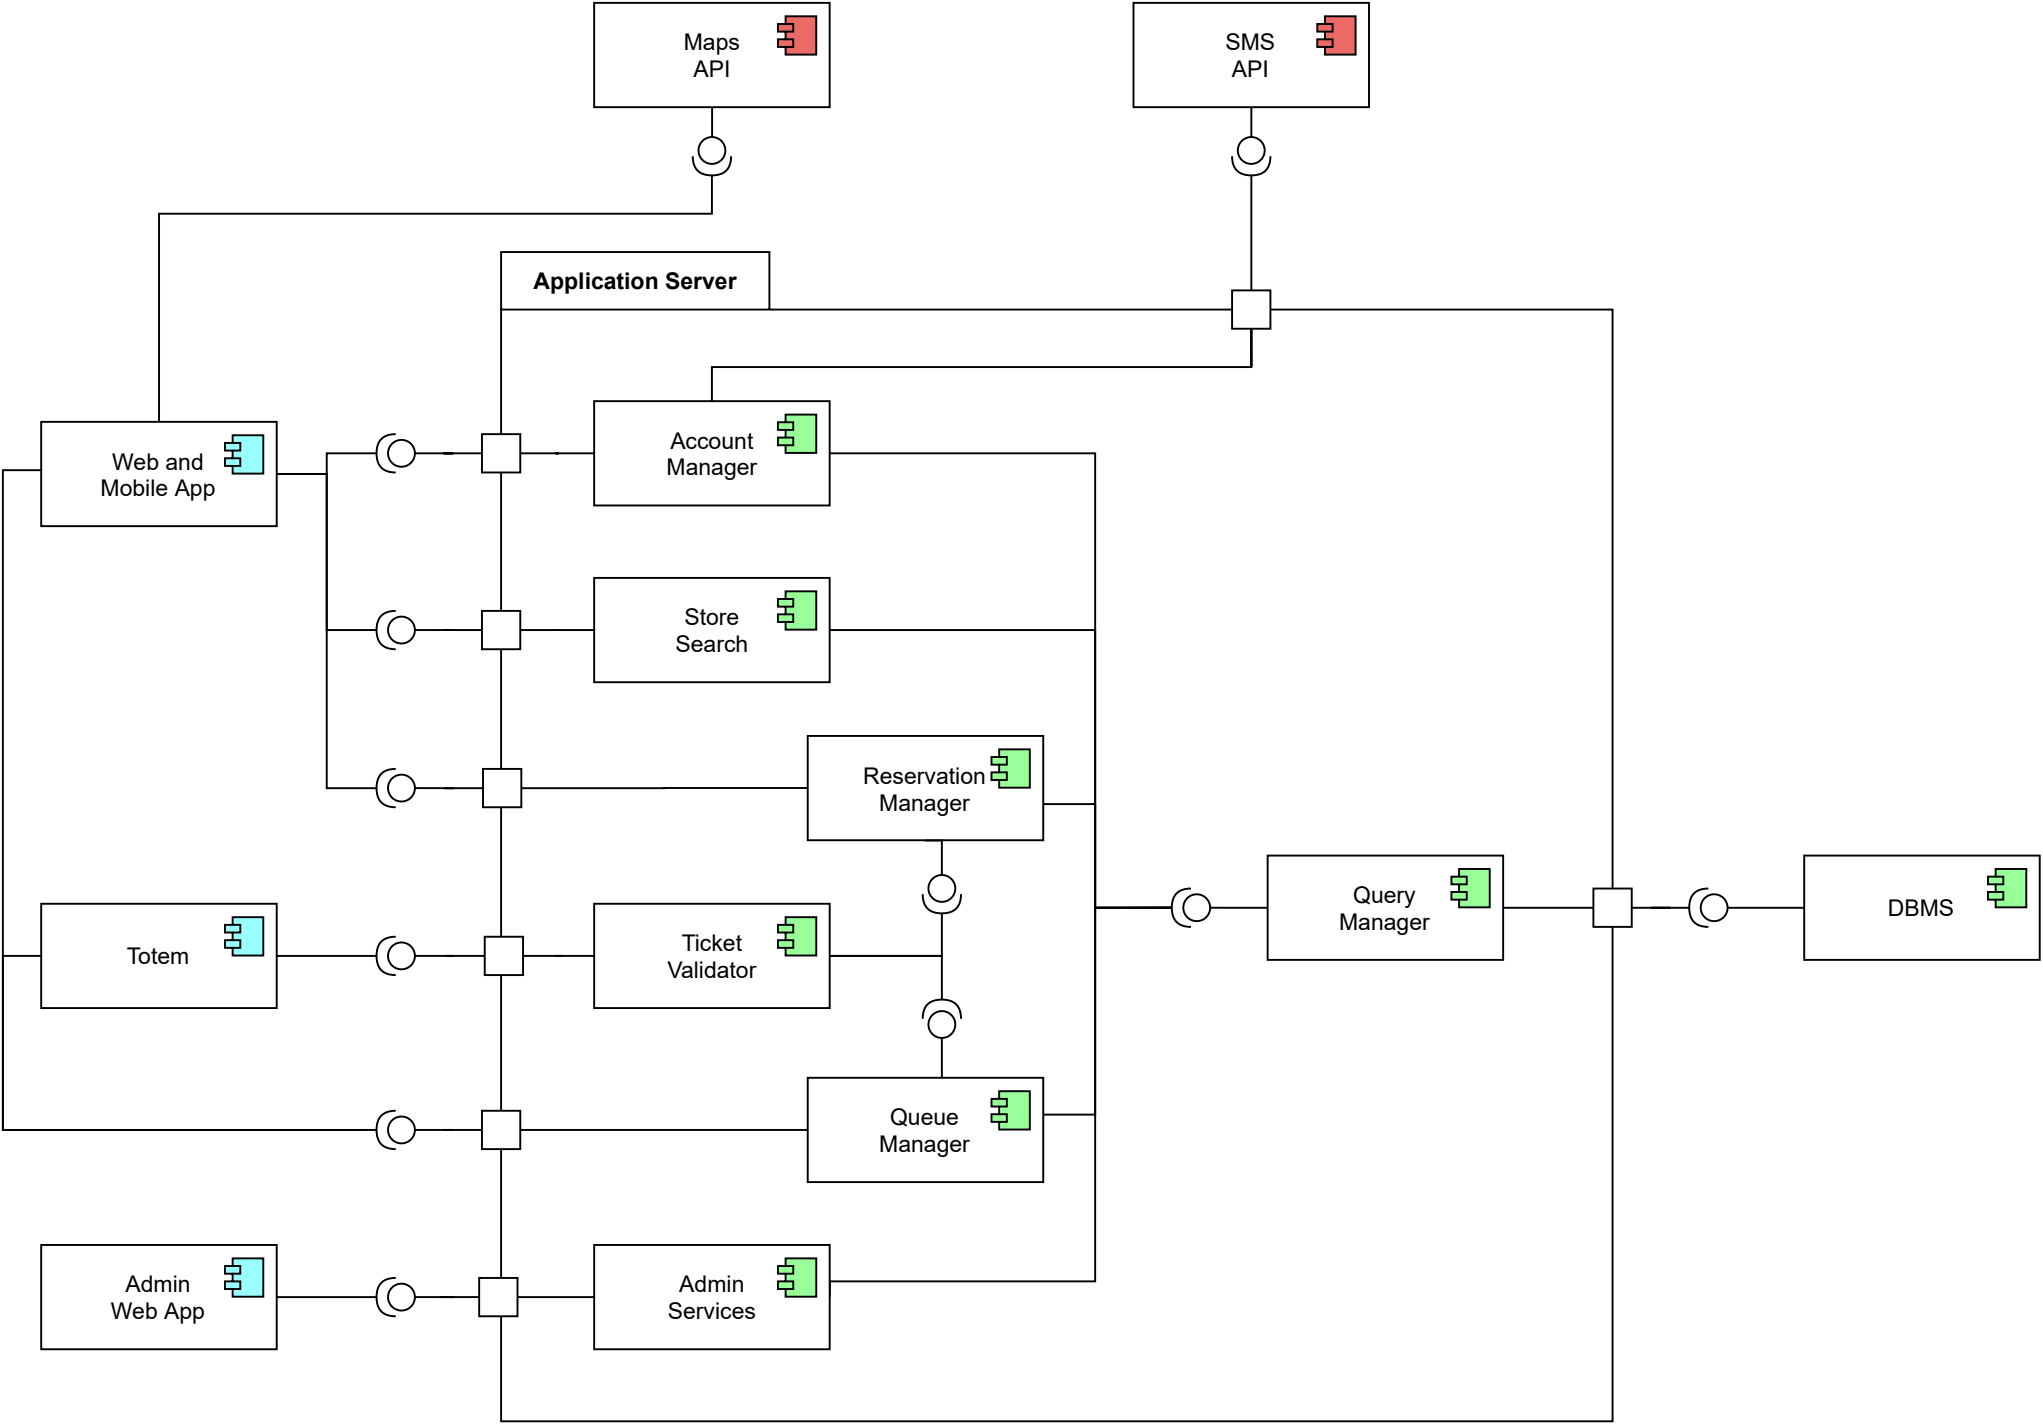 Maps
API
SMS
API
Application Server
Account
Manager
Web and
Mobile App
Store
Search
Reservation
Manager
Query
Manager
DBMS
Totem
Ticket
Validator
Queue
Manager
Admin
Web App
Admin
Services